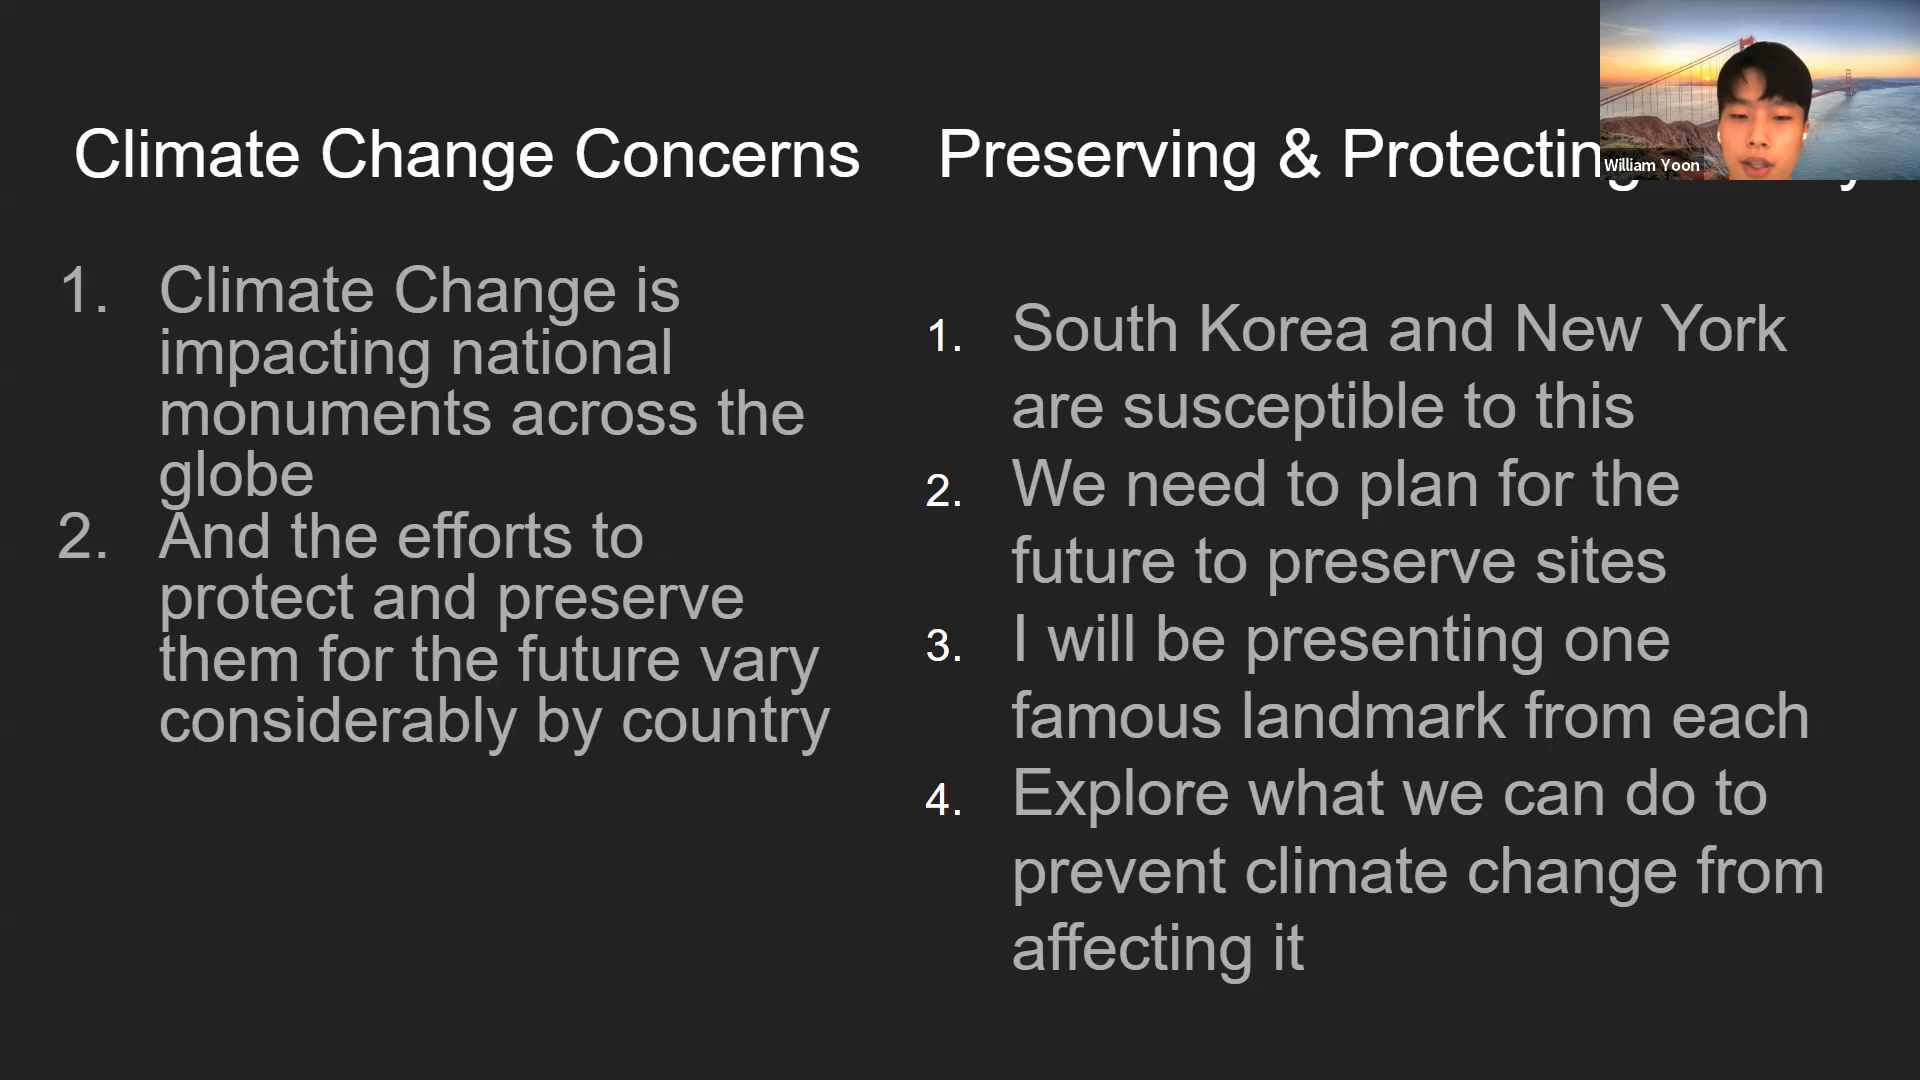 Climate Change Concerns
1. Climate Change is
impacting national
monuments across the
globe
2. And the efforts to
protect and preserve
them for the future vary
considerably by country
Preserving & Protecting
William Yoon
1. South Korea and New York
are susceptible to this
2. We need to plan for the
future to preserve sites
3. I will be presenting one
famous landmark from each
4. Explore what we can do to
prevent climate change from
affecting it